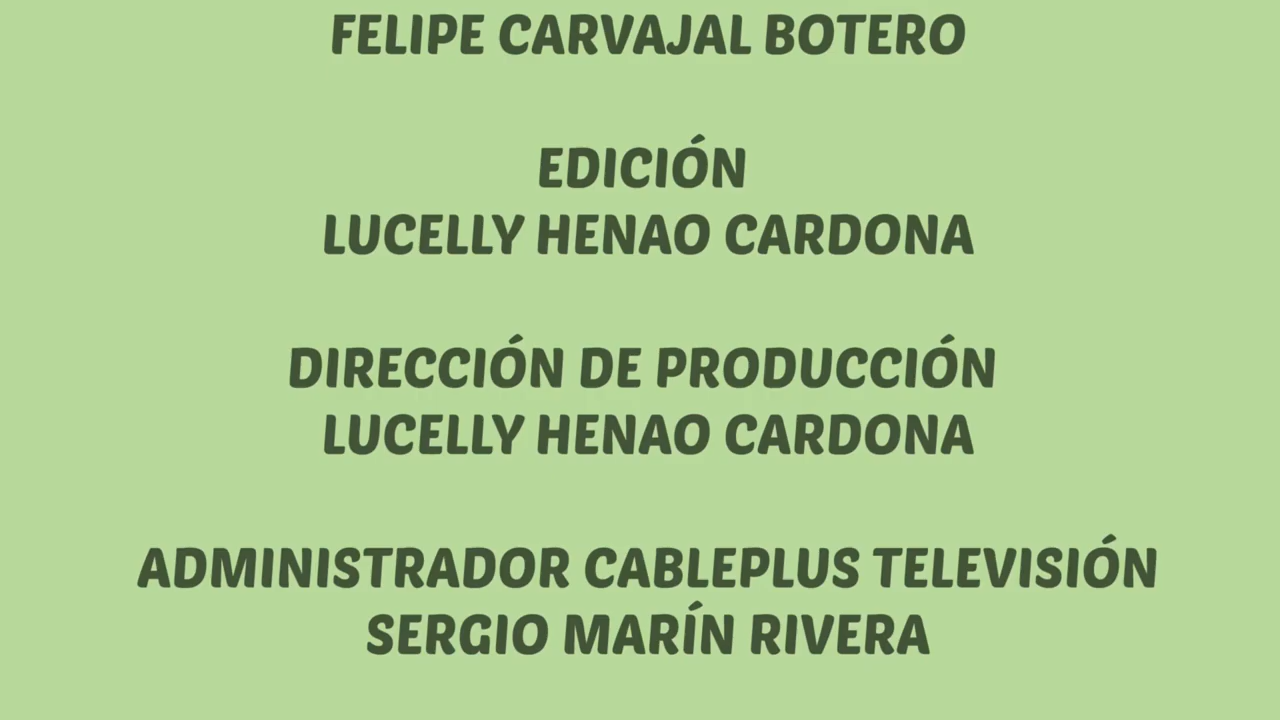 FELIPE CARVAJAL BOTERO
EDICIÓN
LUCELLY HENAO CARDONA
DIRECCIÓN DE PRODUCCIÓN
LUCELLY HENAO CARDONA
ADMINISTRADOR CABLEPLUS TELEVISIÓN
SERGIO MARÍN RIVERA